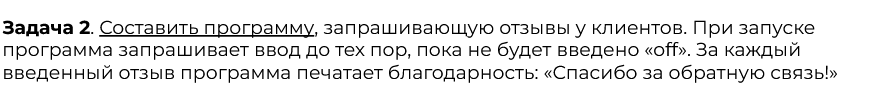 Задача 2. Составить программу, запрашивающую отзывы у клиентов. При запуске
программа запрашивает ввод до тех пор, пока не будет введено «off». За каждый
введенный отзыв программа печатает благодарность: «Спасибо за обратную связь!»